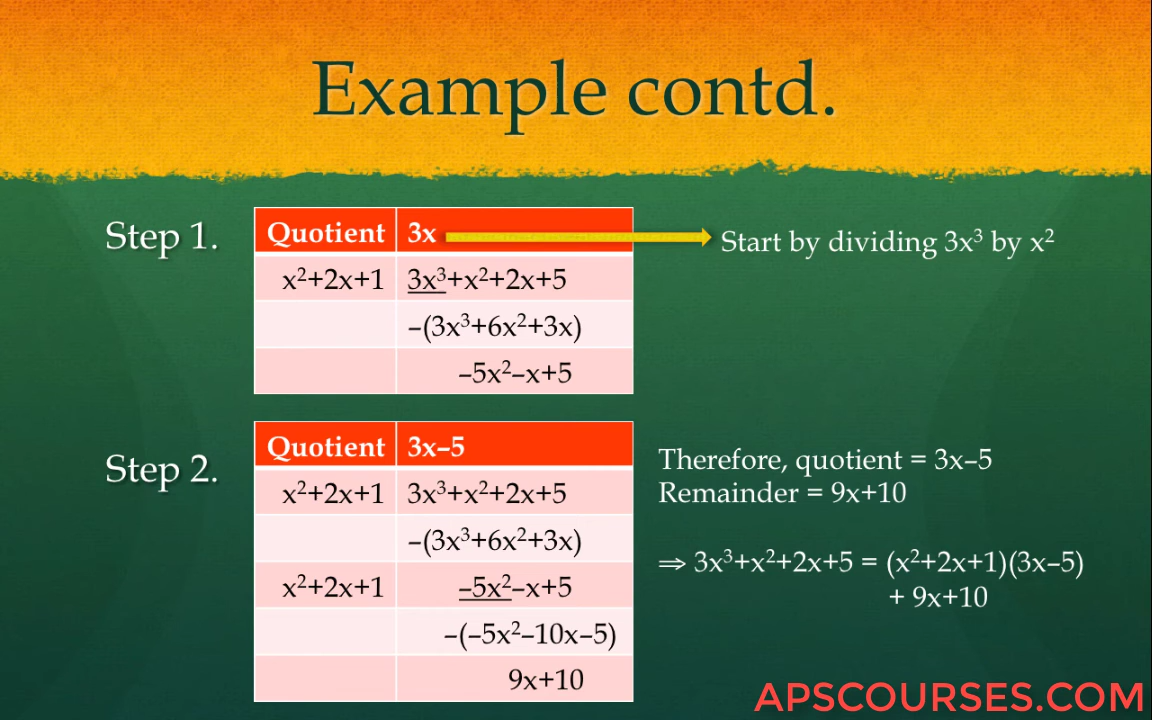 Example contd.
Step 1.
Quotient 3x
Start by dividing 3x³ by x²
x²+2x+1 3x³+x²+2x+5
–(3x³+6x²+3x)
–5x²–x+5
Step 2.
Quotient 3x–5
x²+2x+1 3x³+x²+2x+5
–(3x³+6x²+3x)
x²+2x+1 –5x²–x+5
–(–5x²–10x–5)
9x+10
Therefore, quotient = 3x–5
Remainder = 9x+10
⇒ 3x³+x²+2x+5 = (x²+2x+1)(3x–5)
+ 9x+10
APSCOURSES.COM